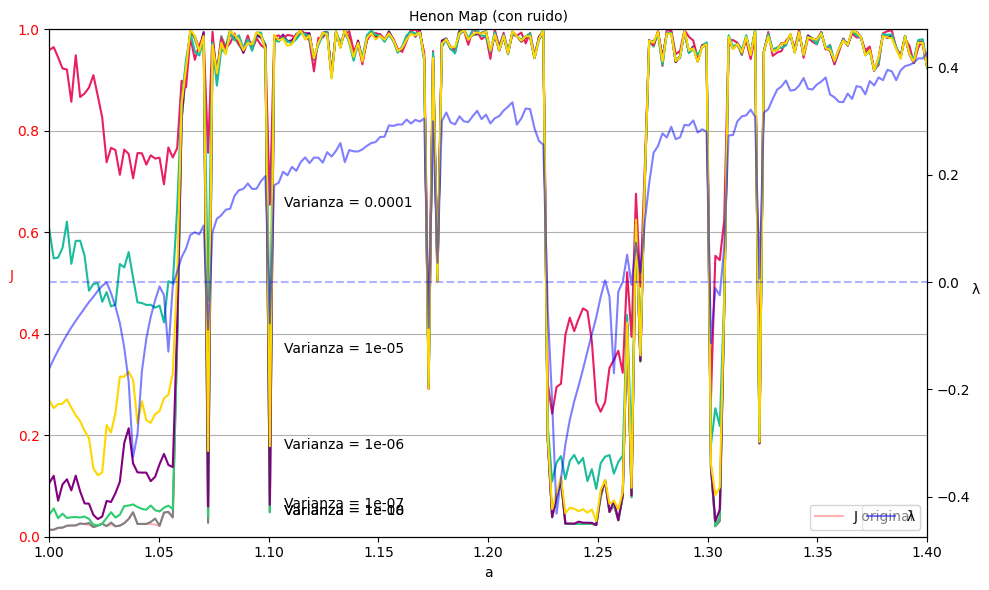 Henon Map (con ruido)
1.0
0.8
0.6
0.4
0.2
0.0
J
0.4
0.2
0.0
−0.2
−0.4
λ
Varianza = 0.0001
Varianza = 1e-05
Varianza = 1e-06
Varianza = 1e-07
Varianza =
J original
λ
1.00 1.05 1.10 1.15 1.20 1.25 1.30 1.35 1.40
a